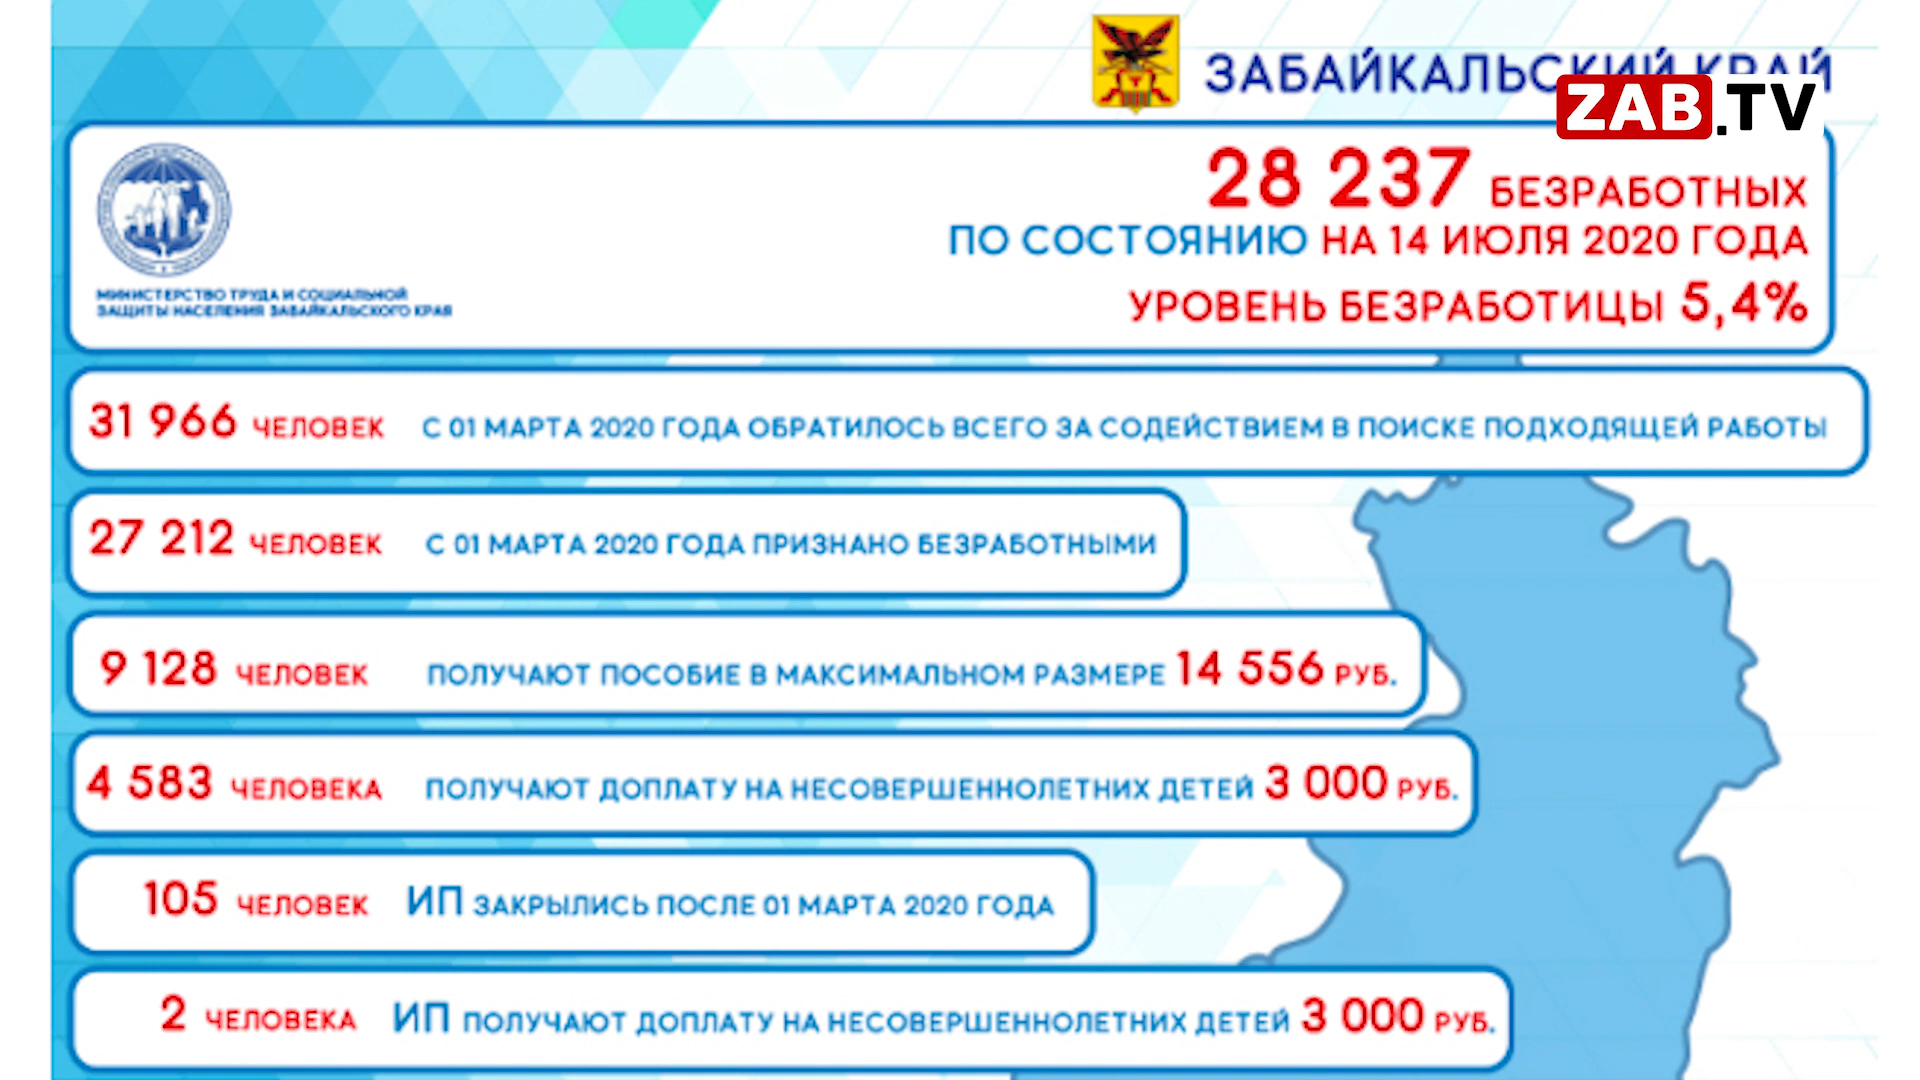 ЗАБАЙКАЛЬСКИЙ КРАЙ
ZAB.TV
28 237 БЕЗРАБОТНЫХ
ПО СОСТОЯНИЮ НА 14 ИЮЛЯ 2020 ГОДА
УРОВЕНЬ БЕЗРАБОТИЦЫ 5,4%
МИНИСТЕРСТВО ТРУДА И СОЦИАЛЬНОЙ
ЗАЩИТЫ НАСЕЛЕНИЯ ЗАБАЙКАЛЬСКОГО КРАЯ
31 966 ЧЕЛОВЕК С 01 МАРТА 2020 ГОДА ОБРАТИЛОСЬ ВСЕГО ЗА СОДЕЙСТВИЕМ В ПОИСКЕ ПОДХОДЯЩЕЙ РАБОТЫ
27 212 ЧЕЛОВЕК С 01 МАРТА 2020 ГОДА ПРИЗНАНО БЕЗРАБОТНЫМИ
9 128 ЧЕЛОВЕК ПОЛУЧАЮТ ПОСОБИЕ В МАКСИМАЛЬНОМ РАЗМЕРЕ 14 556 РУБ.
4 583 ЧЕЛОВЕКА ПОЛУЧАЮТ ДОПЛАТУ НА НЕСОВЕРШЕННОЛЕТНИХ ДЕТЕЙ 3 000 РУБ.
105 ЧЕЛОВЕК ИП ЗАКРЫЛИСЬ ПОСЛЕ 01 МАРТА 2020 ГОДА
2 ЧЕЛОВЕКА ИП ПОЛУЧАЮТ ДОПЛАТУ НА НЕСОВЕРШЕННОЛЕТНИХ ДЕТЕЙ 3 000 РУБ.